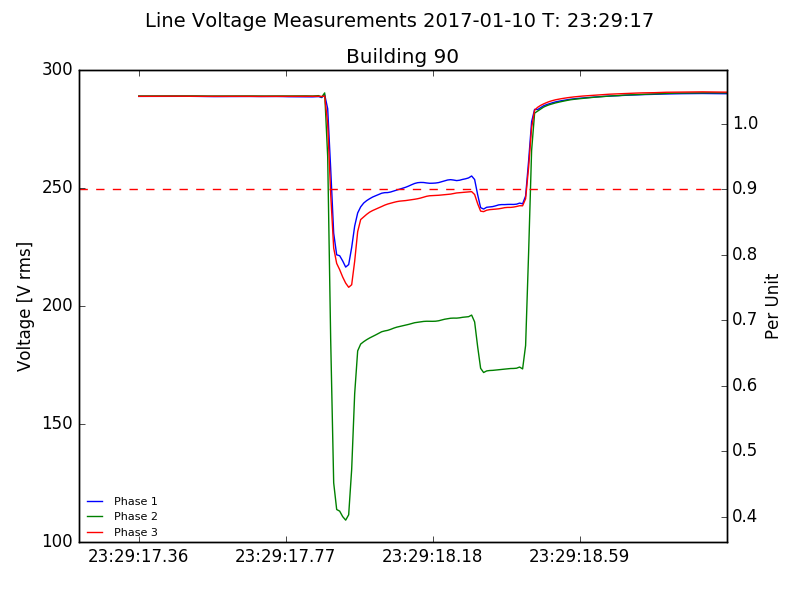 Line Voltage Measurements 2017-01-10 T: 23:29:17
Building 90
300
250
200
150
100
Voltage [V rms]
1.0
0.9
0.8
0.7
0.6
0.5
0.4
Per Unit
Phase 1
Phase 2
Phase 3
23:29:17.36
23:29:17.77
23:29:18.18
23:29:18.59